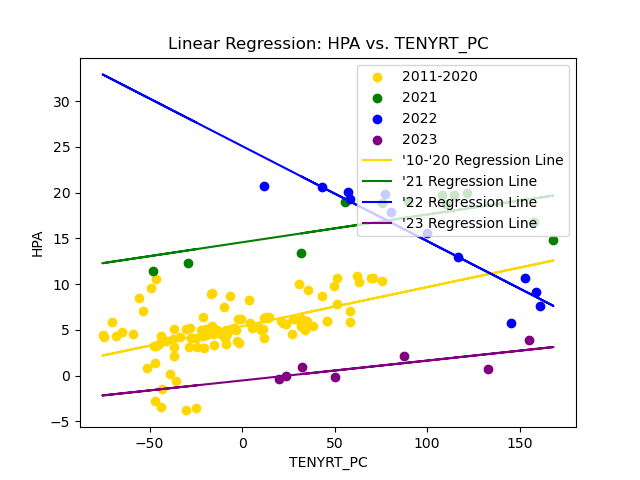 Linear Regression: HPA vs. TENYRT_PC
2011-2020
2021
2022
2023
'10-'20 Regression Line
'21 Regression Line
'22 Regression Line
'23 Regression Line
HPA
30
25
20
15
10
5
0
−5
−50
0
50
100
150
TENYRT_PC